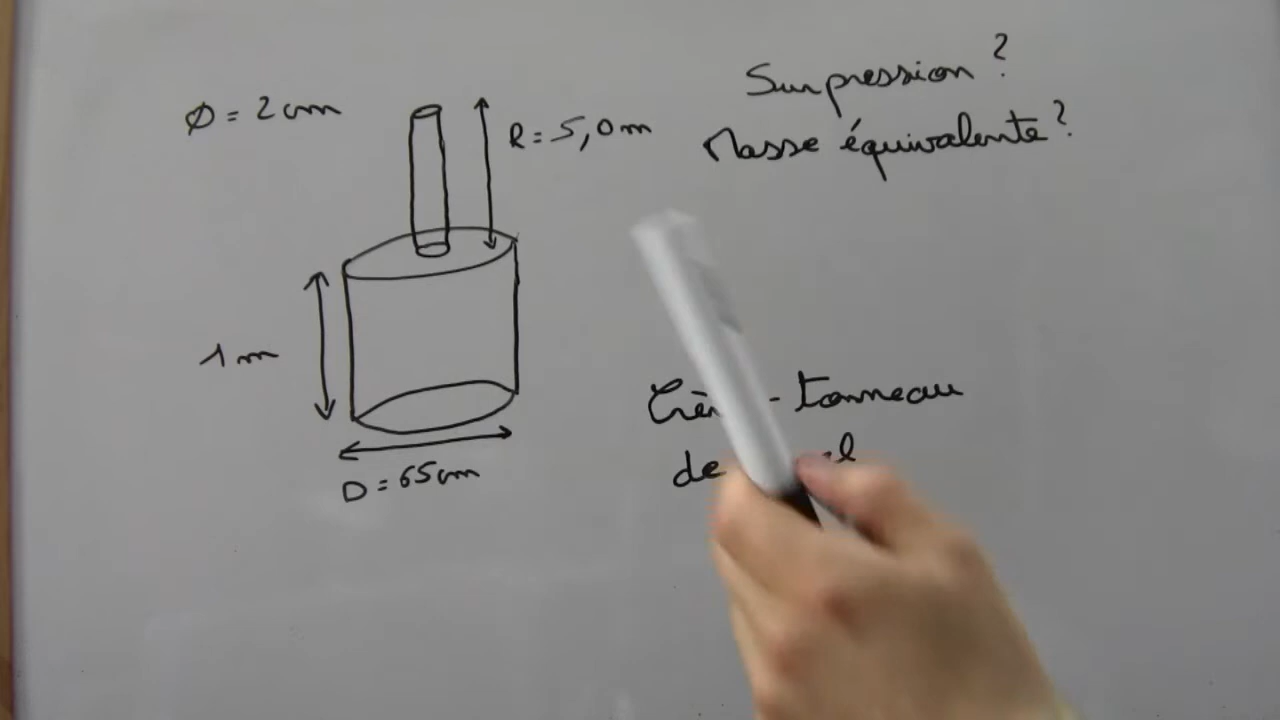 Surpression ?
Ø = 2 cm
h = 5,0 m
Masse équivalente ?
1 m
- tonneau
de
D = 65 cm